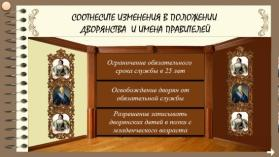 СООТНЕСИТЕ ИЗМЕНЕНИЯ В ПОЛОЖЕНИИ
ДВОРЯНСТВА И ИМЕНА ПРАВИТЕЛЕЙ
Ограничение обязательного
срока службы в 25 лет
Освобождение дворян от
обязательной службы
Разрешение записывать
дворянских детей в полки с
младенческого возраста